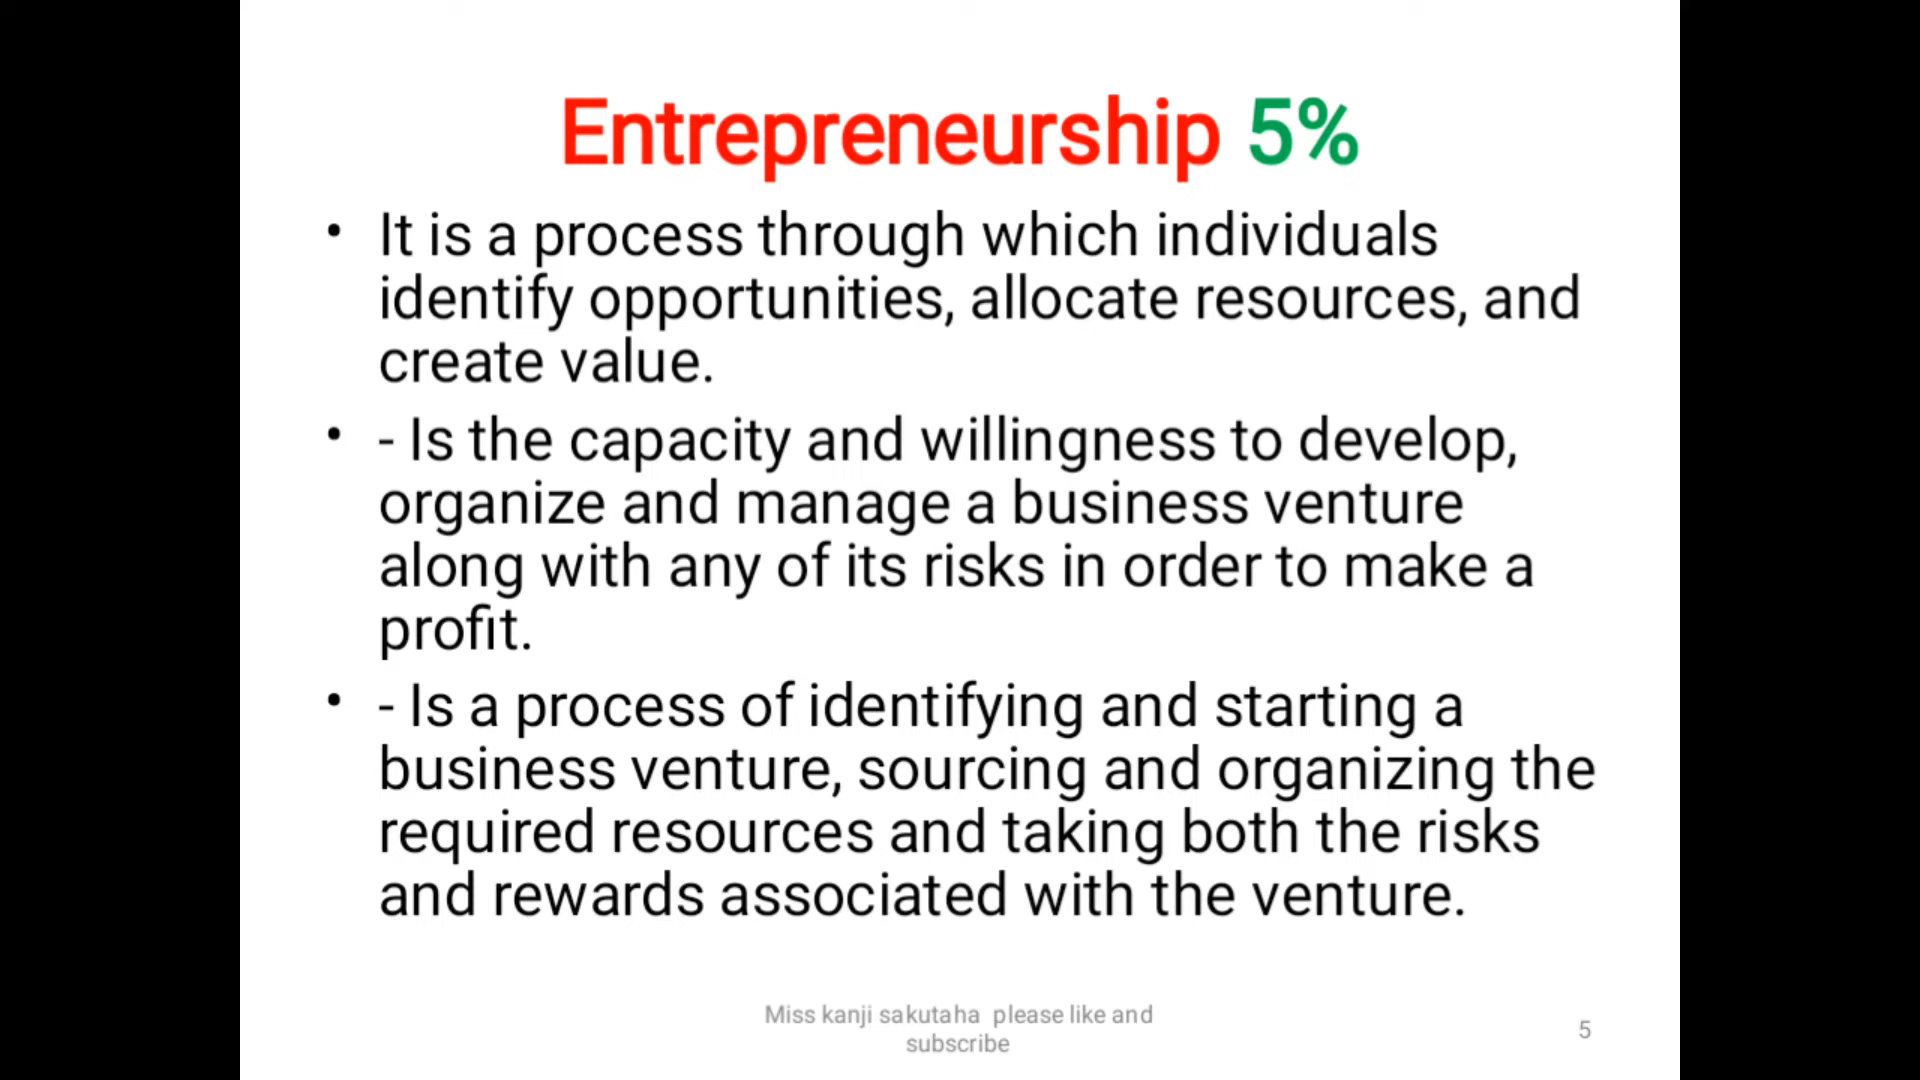 Entrepreneurship 5%
• It is a process through which individuals
identify opportunities, allocate resources, and
create value.
• - Is the capacity and willingness to develop,
organize and manage a business venture
along with any of its risks in order to make a
profit.
• - Is a process of identifying and starting a
business venture, sourcing and organizing the
required resources and taking both the risks
and rewards associated with the venture.
Miss kanji sakutaha please like and
subscribe
5